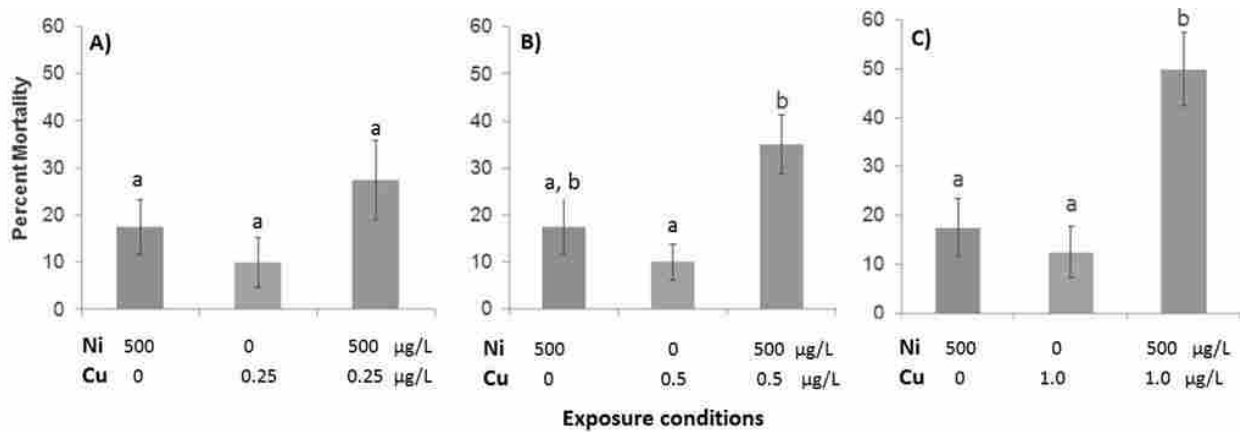 A)
Percent Mortality
60
50
40
30
20
10
0
a
a
a
Ni 500 0 500 µg/L
Cu 0 0.25 0.25 µg/L
B)
60
50
40
30
20
10
0
a, b
a
b
500 0 500 µg/L
0 0.5 0.5 µg/L
C)
60
50
40
30
20
10
0
a
a
b
Ni 500 0 500 µg/L
Cu 0 1.0 1.0 µg/L
Exposure conditions